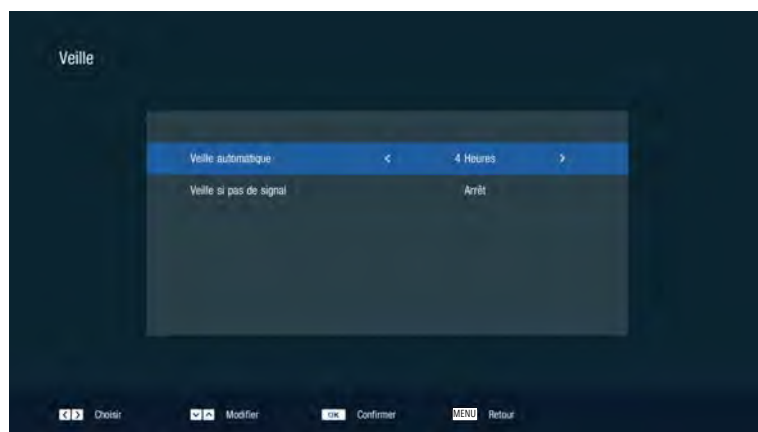 Veille
Veille automatique < 4 Heures >
Veille si pas de signal Arrêt
< > Choisir ∨ ∧ Modifier OK Confirmer MENU Retour